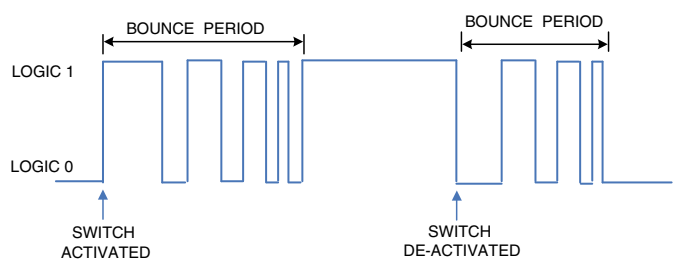 BOUNCE PERIOD
BOUNCE PERIOD
LOGIC 1
LOGIC 0
SWITCH
ACTIVATED
SWITCH
DE-ACTIVATED